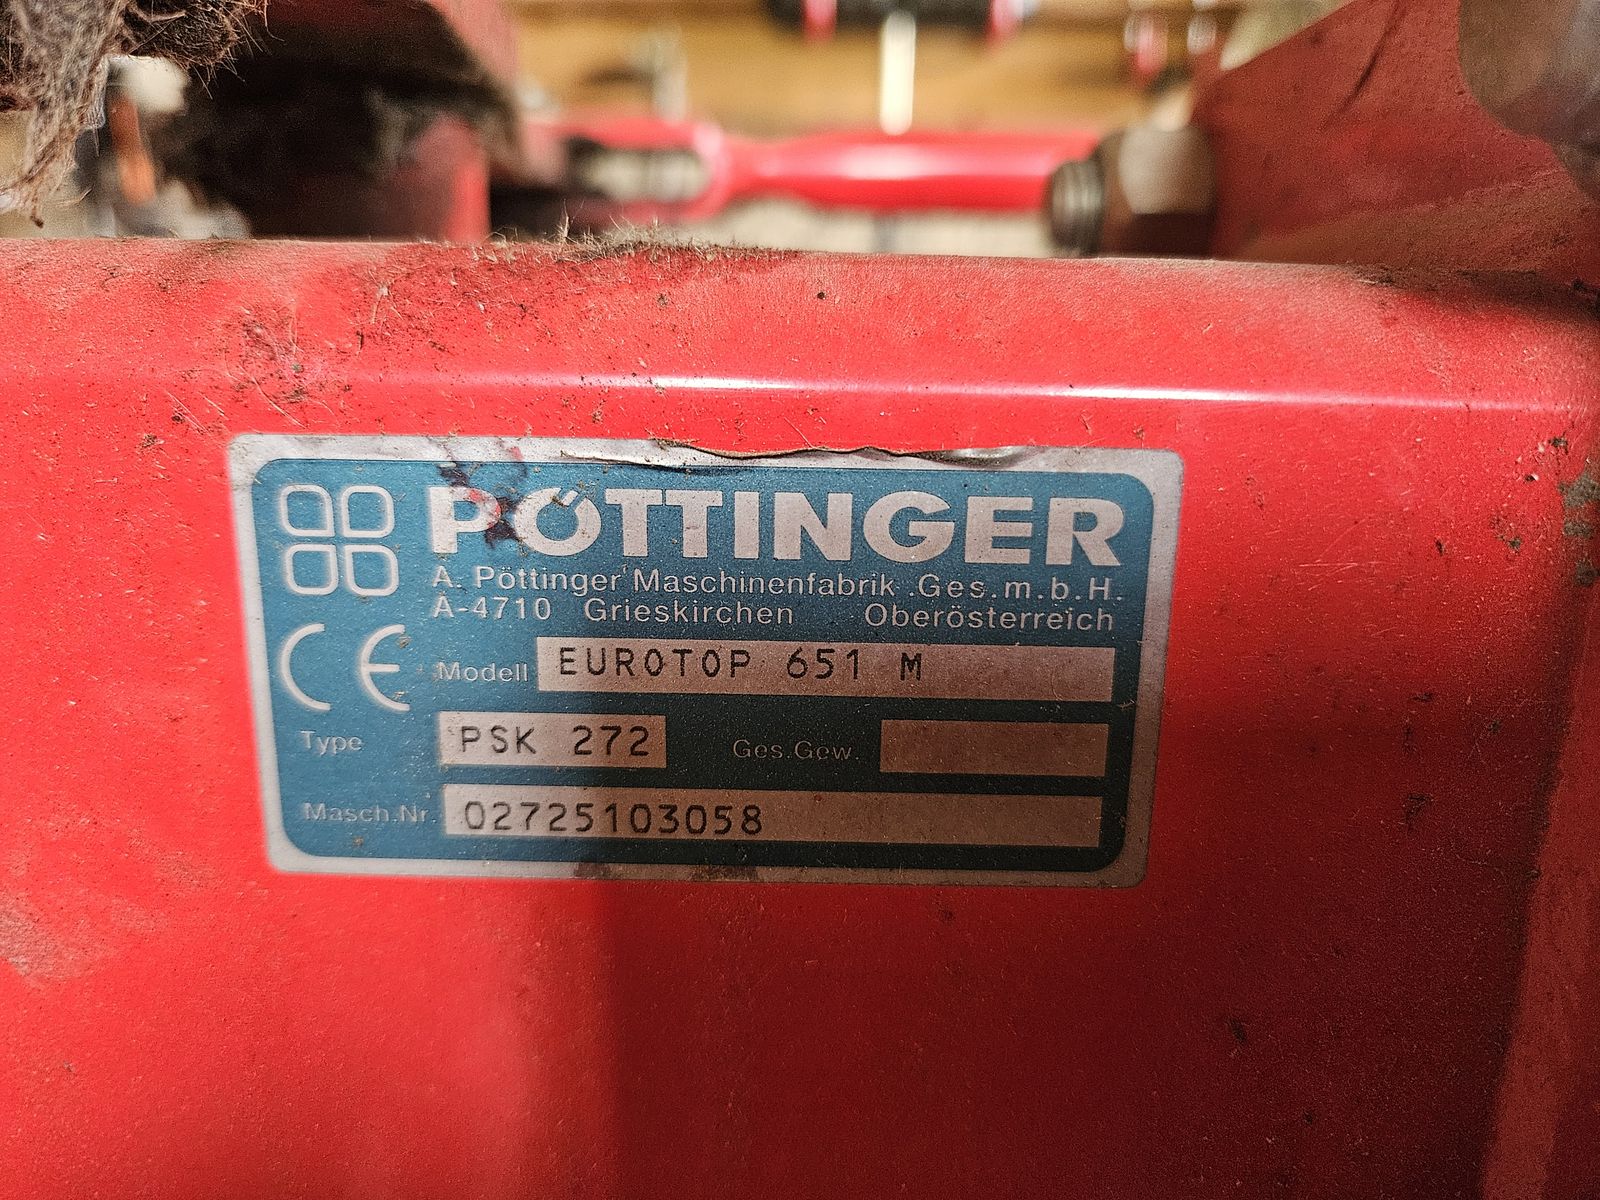 PÖTTINGER
A. Pöttinger Maschinenfabrik Ges.m.b.H.
A-4710 Grieskirchen Oberösterreich
CE Modell EUROTOP 651 M
Type PSK 272 Ges.Gew.
Masch.Nr. 02725103058